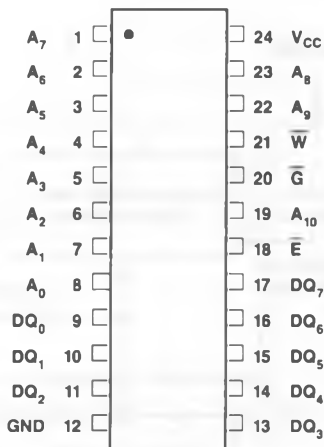 A7 1 24 VCC
A6 2 23 A8
A5 3 22 A9
A4 4 21 W̅
A3 5 20 G̅
A2 6 19 A10
A1 7 18 E̅
A0 8 17 DQ7
DQ0 9 16 DQ6
DQ1 10 15 DQ5
DQ2 11 14 DQ4
GND 12 13 DQ3